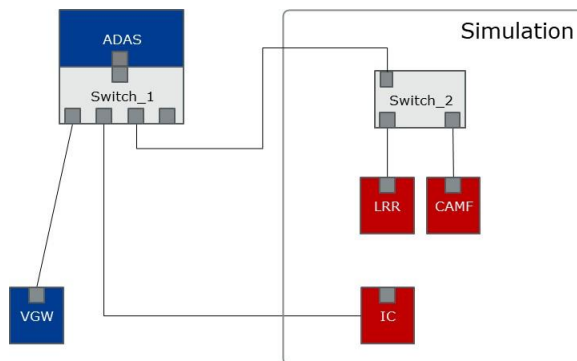 ADAS
Simulation
Switch_1
Switch_2
LRR
CAMF
VGW
IC